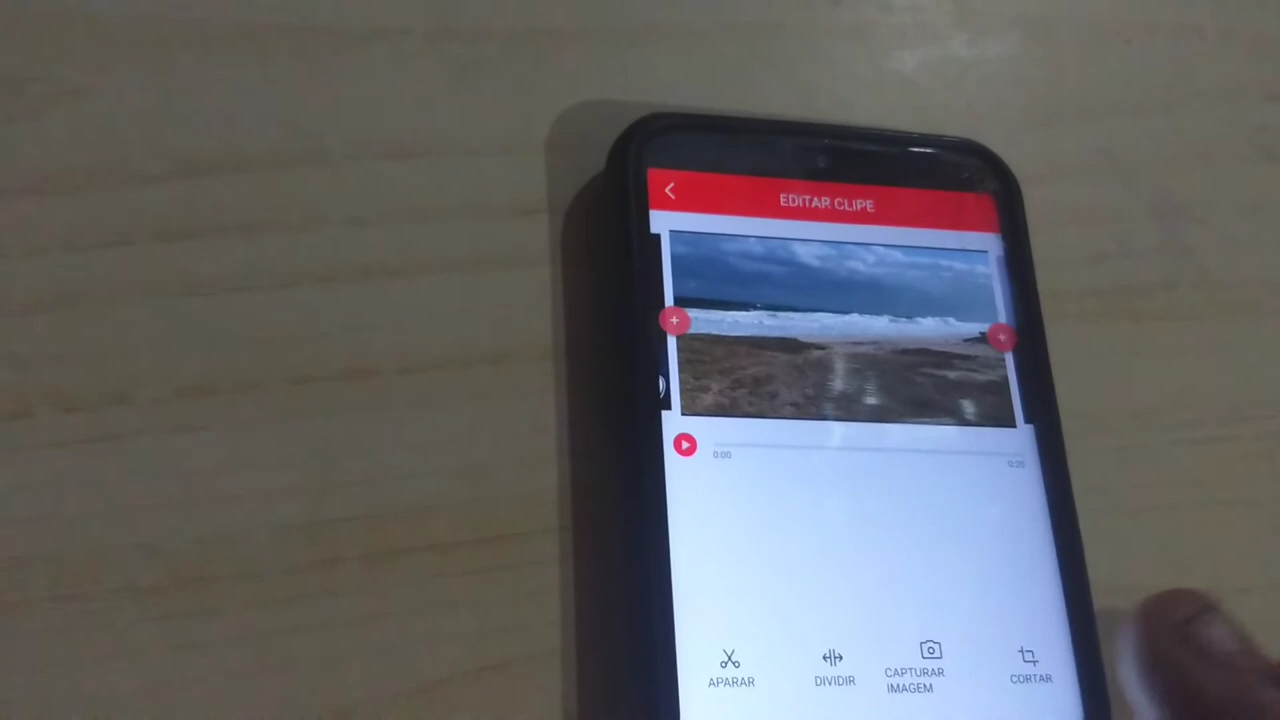 EDITAR CLIPE
0:00
0:20
APARAR
DIVIDIR
CAPTURAR
IMAGEM
CORTAR